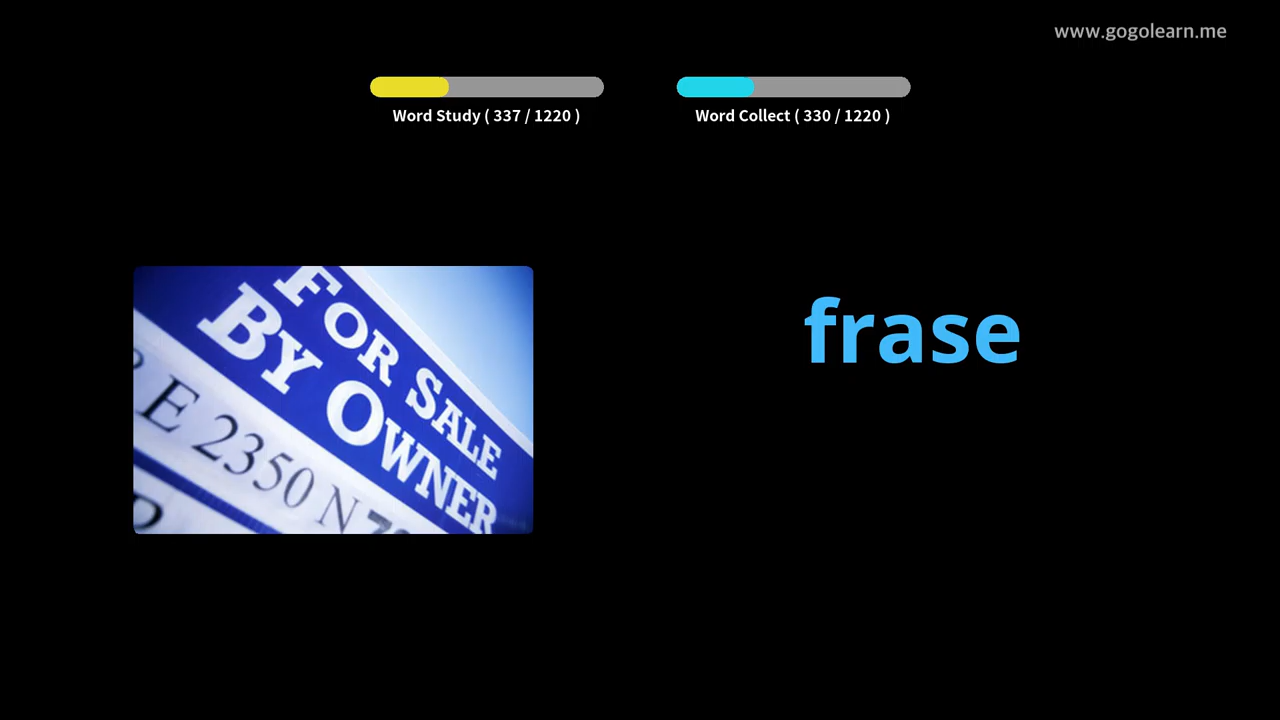 www.gogolearn.me
Word Study ( 337 / 1220 )
Word Collect ( 330 / 1220 )
FOR SALE
BY OWNER
E 2350 N
frase